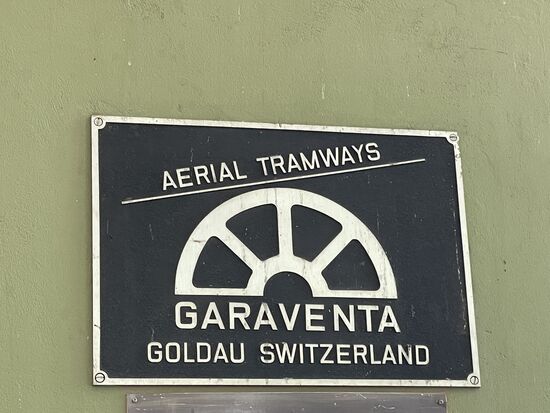 AERIAL TRAMWAYS
GARAVENTA
GOLDAU SWITZERLAND